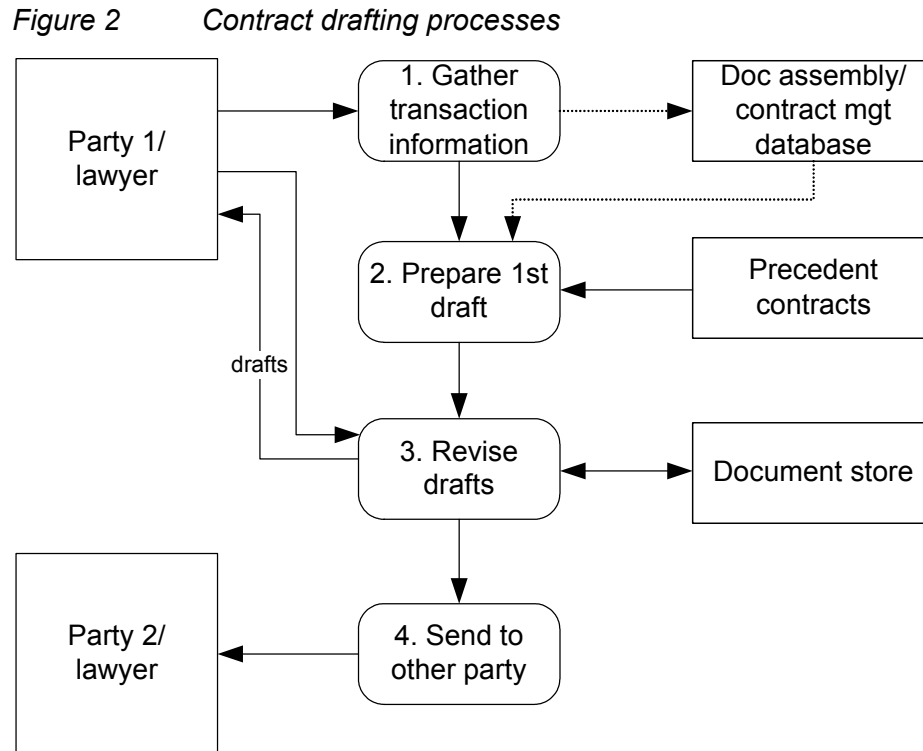 Figure 2 Contract drafting processes
Party 1/
lawyer
1. Gather
transaction
information
Doc assembly/
contract mgt
database
2. Prepare 1st
draft
Precedent
contracts
drafts
3. Revise
drafts
Document store
Party 2/
lawyer
4. Send to
other party